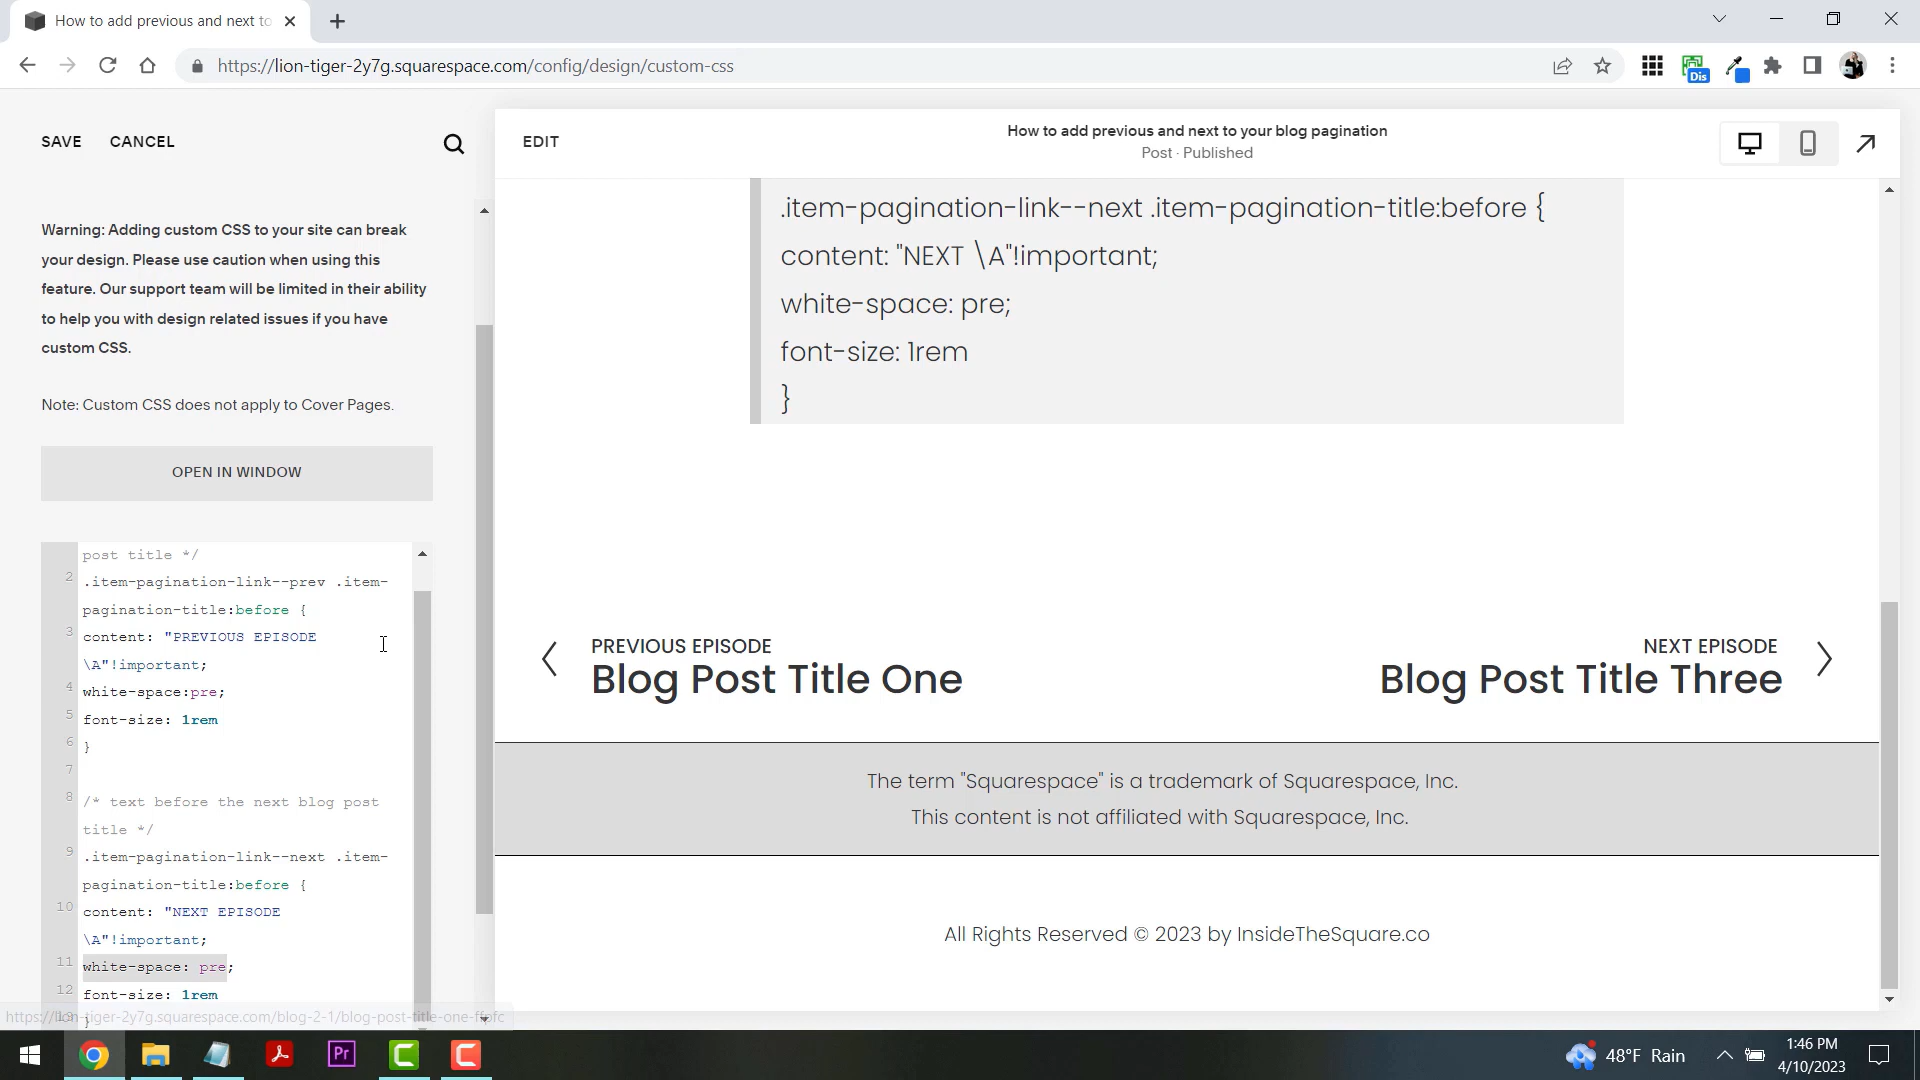 How to add previous and next to
https://lion-tiger-2y7g.squarespace.com/config/design/custom-css
Dis
SAVE
CANCEL
EDIT
How to add previous and next to your blog pagination
Post · Published
Warning: Adding custom CSS to your site can break
your design. Please use caution when using this
feature. Our support team will be limited in their ability
to help you with design related issues if you have
custom CSS.
Note: Custom CSS does not apply to Cover Pages.
OPEN IN WINDOW
post title */
2 .item-pagination-link--prev .item-
pagination-title:before {
3 content: "PREVIOUS EPISODE
\A"!important;
4 white-space:pre;
5 font-size: 1rem
6 }
7
8 /* text before the next blog post
title */
9 .item-pagination-link--next .item-
pagination-title:before {
10 content: "NEXT EPISODE
\A"!important;
11 white-space: pre;
12 font-size: 1rem
13 }
.item-pagination-link--next .item-pagination-title:before {
content: "NEXT \A"!important;
white-space: pre;
font-size: 1rem
}
PREVIOUS EPISODE
Blog Post Title One
NEXT EPISODE
Blog Post Title Three
The term "Squarespace" is a trademark of Squarespace, Inc.
This content is not affiliated with Squarespace, Inc.
All Rights Reserved © 2023 by InsideTheSquare.co
Pr
48°F Rain
1:46 PM
4/10/2023